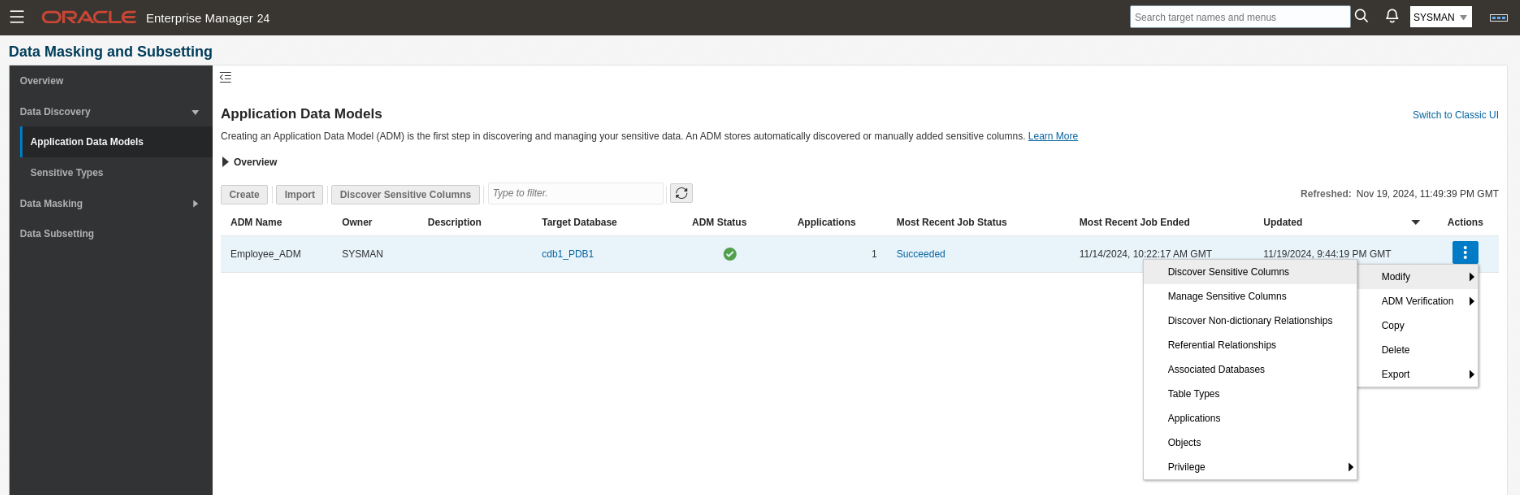 ORACLE Enterprise Manager 24 Search target names and menus SYSMAN
Data Masking and Subsetting
Overview
Data Discovery
Application Data Models
Sensitive Types
Data Masking
Data Subsetting
Application Data Models Switch to Classic UI
Creating an Application Data Model (ADM) is the first step in discovering and managing your sensitive data. An ADM stores automatically discovered or manually added sensitive columns. Learn More
Overview
Create Import Discover Sensitive Columns Type to filter. Refreshed: Nov 19, 2024, 11:49:39 PM GMT
ADM Name Owner Description Target Database ADM Status Applications Most Recent Job Status Most Recent Job Ended Updated Actions
Employee_ADM SYSMAN cdb1_PDB1 1 Succeeded 11/14/2024, 10:22:17 AM GMT 11/19/2024, 9:44:19 PM GMT
Discover Sensitive Columns
Manage Sensitive Columns
Discover Non-dictionary Relationships
Referential Relationships
Associated Databases
Table Types
Applications
Objects
Privilege
Modify
ADM Verification
Copy
Delete
Export